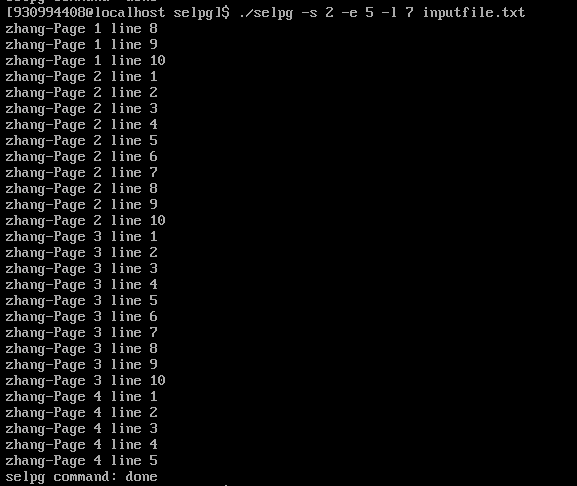 selpg command: done
[930994408@localhost selpg]$ ./selpg -s 2 -e 5 -l 7 inputfile.txt
zhang-Page 1 line 8
zhang-Page 1 line 9
zhang-Page 1 line 10
zhang-Page 2 line 1
zhang-Page 2 line 2
zhang-Page 2 line 3
zhang-Page 2 line 4
zhang-Page 2 line 5
zhang-Page 2 line 6
zhang-Page 2 line 7
zhang-Page 2 line 8
zhang-Page 2 line 9
zhang-Page 2 line 10
zhang-Page 3 line 1
zhang-Page 3 line 2
zhang-Page 3 line 3
zhang-Page 3 line 4
zhang-Page 3 line 5
zhang-Page 3 line 6
zhang-Page 3 line 7
zhang-Page 3 line 8
zhang-Page 3 line 9
zhang-Page 3 line 10
zhang-Page 4 line 1
zhang-Page 4 line 2
zhang-Page 4 line 3
zhang-Page 4 line 4
zhang-Page 4 line 5
selpg command: done